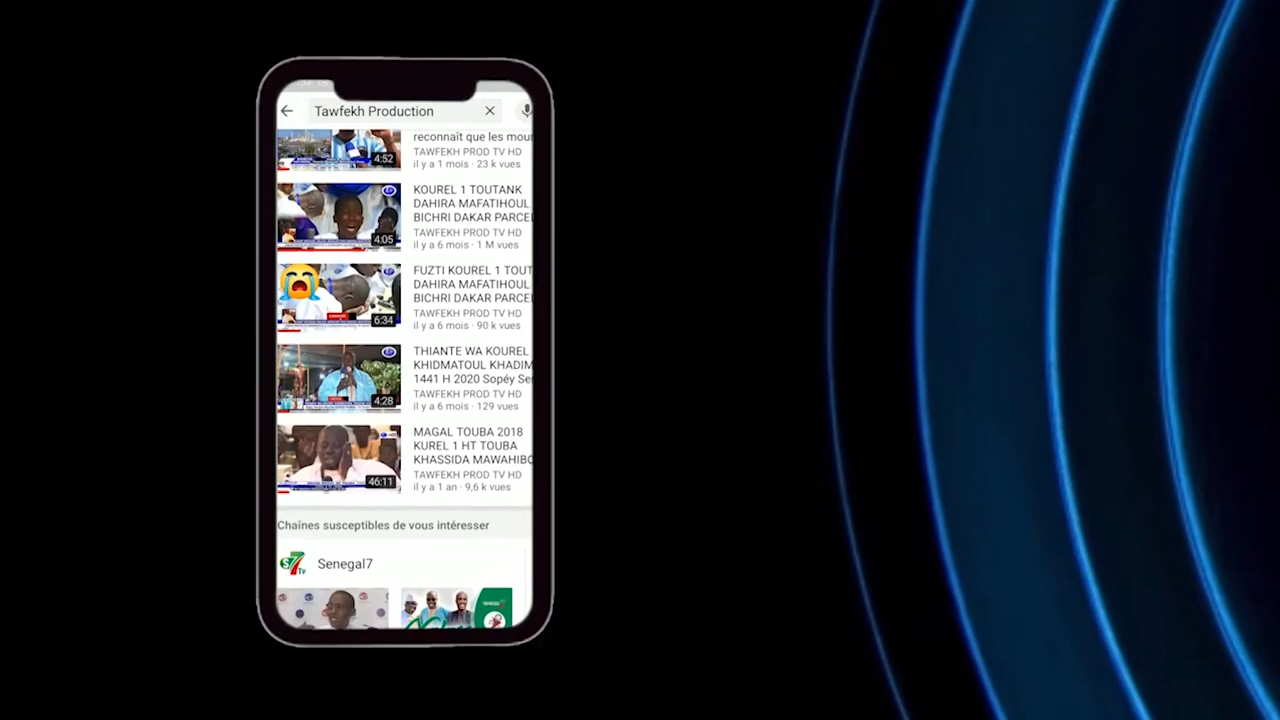 Tawfekh Production
reconnaît que les mour
TAWFEKH PROD TV HD
il y a 1 mois · 23 k vues
4:52
KOUREL 1 TOUTANK
DAHIRA MAFATIHOUL
BICHRI DAKAR PARCEL
TAWFEKH PROD TV HD
il y a 6 mois · 1 M vues
4:05
FUZTI KOUREL 1 TOUT
DAHIRA MAFATIHOUL
BICHRI DAKAR PARCEL
TAWFEKH PROD TV HD
il y a 6 mois · 90 k vues
6:34
THIANTE WA KOUREL
KHIDMATOUL KHADIM
1441 H 2020 Sopéy Ser
TAWFEKH PROD TV HD
il y a 6 mois · 129 vues
4:28
MAGAL TOUBA 2018
KUREL 1 HT TOUBA
KHASSIDA MAWAHIBO
TAWFEKH PROD TV HD
il y a 1 an · 9,6 k vues
46:11
Chaînes susceptibles de vous intéresser
S7 Tv
Senegal7